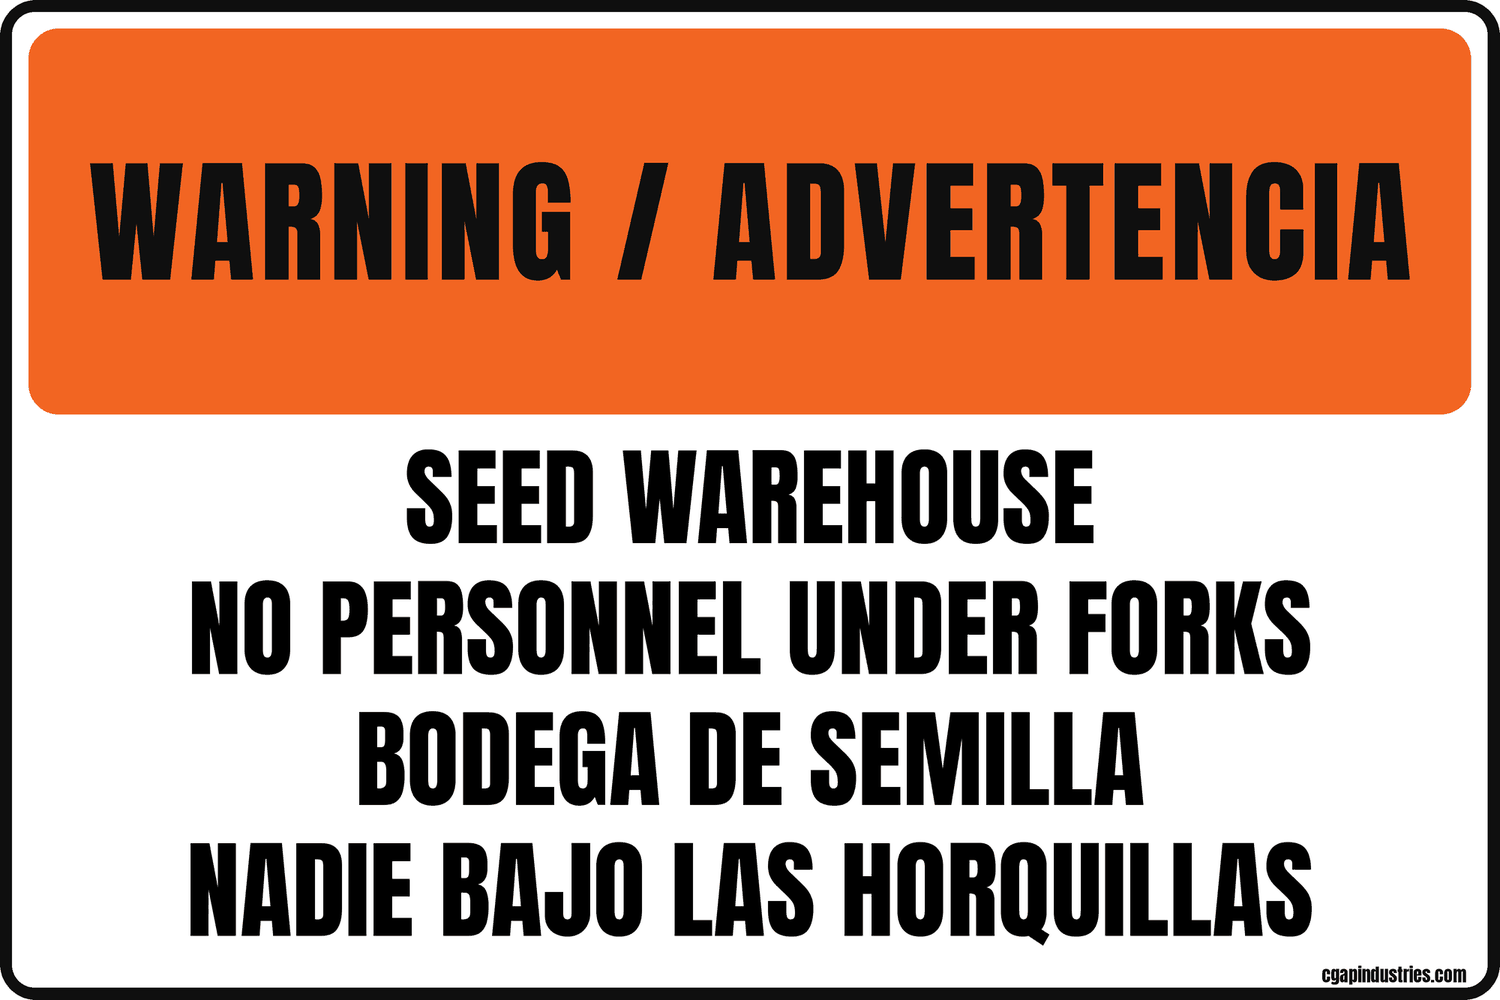 WARNING / ADVERTENCIA
SEED WAREHOUSE
NO PERSONNEL UNDER FORKS
BODEGA DE SEMILLA
NADIE BAJO LAS HORQUILLAS
cgapindustries.com